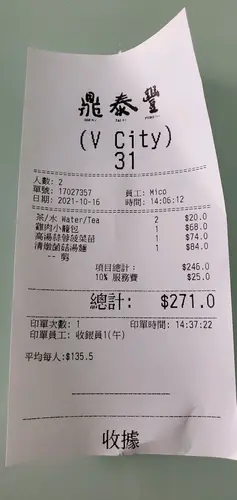 鼎泰豐
(V City)
31
人數: 2
單號: 17027357 員工: Mico
日期: 2021-10-16 時間: 14:06:12
茶/水 Water/Tea 2 $20.0
雞肉小籠包 1 $68.0
高湯蒜蓉菠菜苗 1 $74.0
清燉菌菇湯麵 1 $84.0
-- 剪
項目總計: $246.0
10% 服務費 $25.0
總計: $271.0
印單次數: 1 印單時間: 14:37:22
印單員工: 收銀員1(午)
平均每人:$135.5
收據